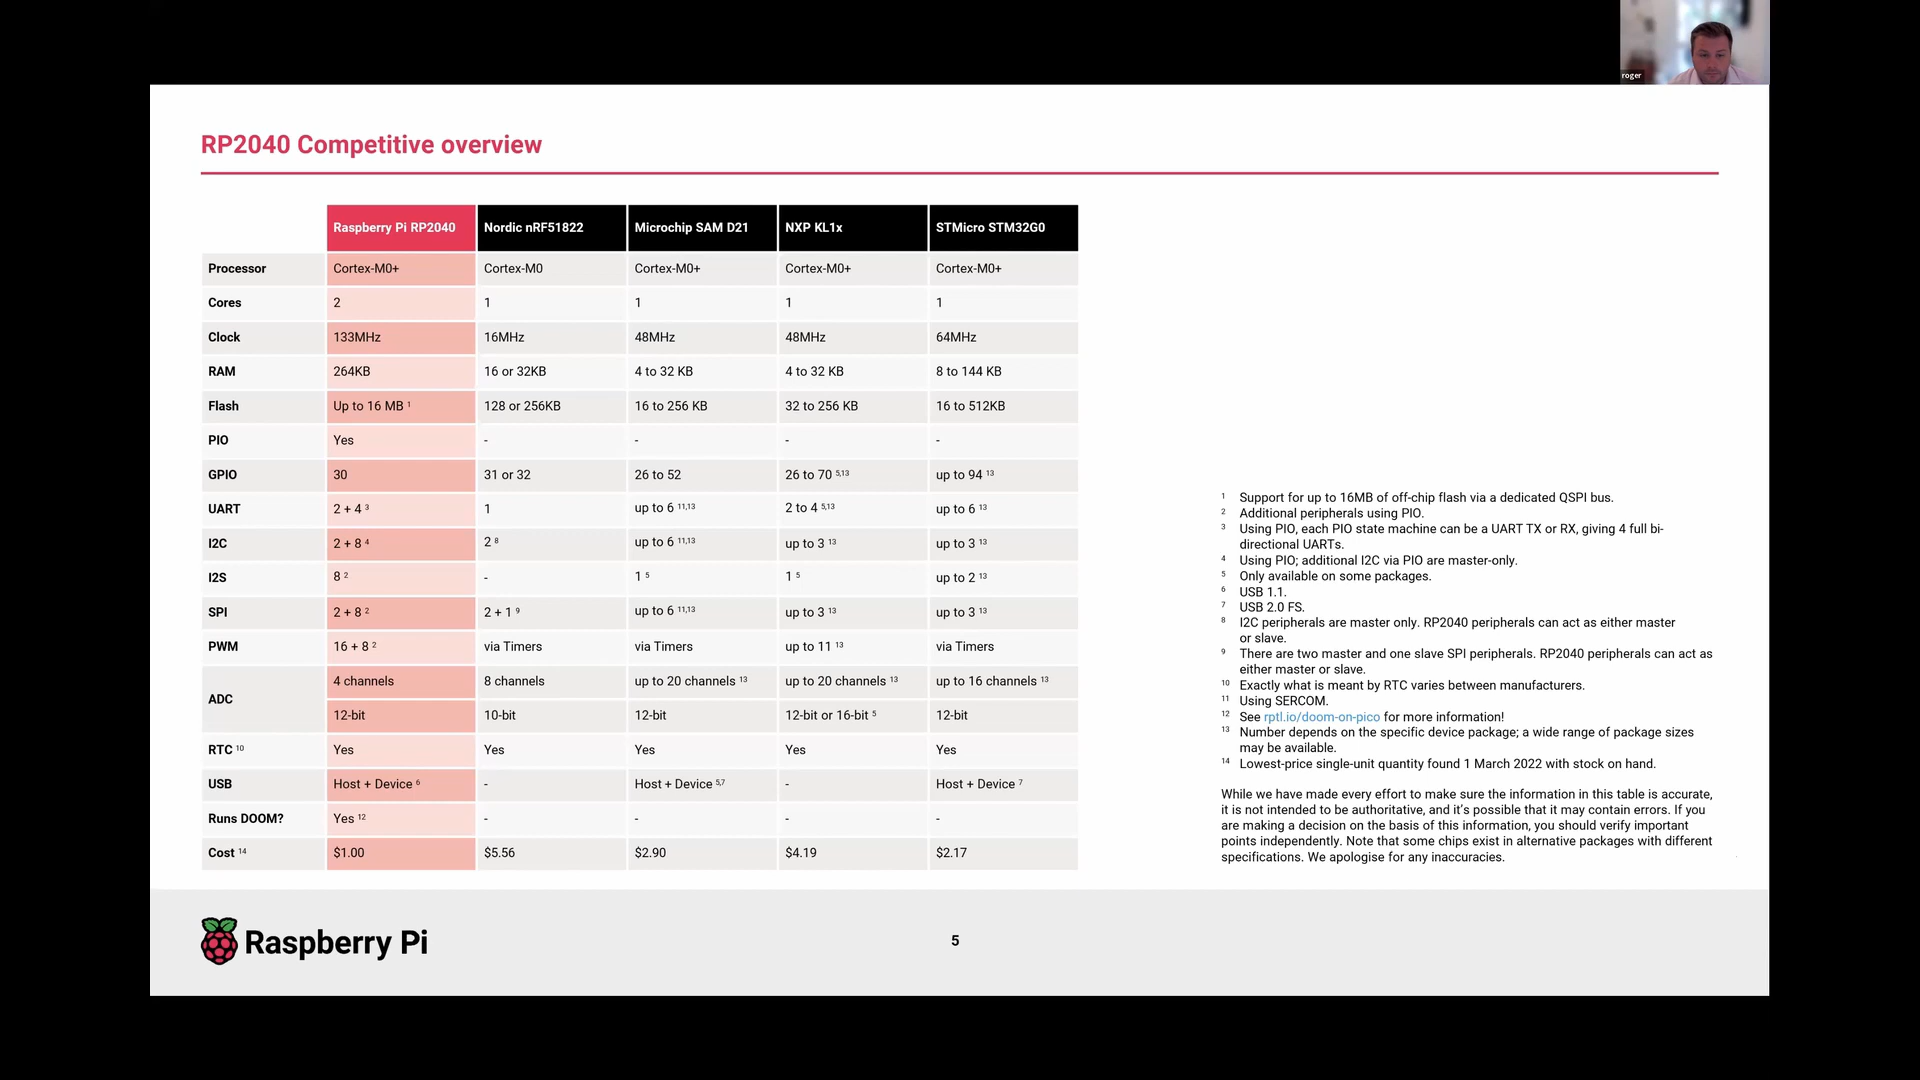 roger
RP2040 Competitive overview
Raspberry Pi RP2040 Nordic nRF51822 Microchip SAM D21 NXP KL1x STMicro STM32G0
Processor Cortex-M0+ Cortex-M0 Cortex-M0+ Cortex-M0+ Cortex-M0+
Cores 2 1 1 1 1
Clock 133MHz 16MHz 48MHz 48MHz 64MHz
RAM 264KB 16 or 32KB 4 to 32 KB 4 to 32 KB 8 to 144 KB
Flash Up to 16 MB 1 128 or 256KB 16 to 256 KB 32 to 256 KB 16 to 512KB
PIO Yes - - - -
GPIO 30 31 or 32 26 to 52 26 to 70 5,13 up to 94 13
UART 2 + 4 3 1 up to 6 11,13 2 to 4 5,13 up to 6 13
I2C 2 + 8 4 2 8 up to 6 11,13 up to 3 13 up to 3 13
I2S 8 2 - 1 5 1 5 up to 2 13
SPI 2 + 8 2 2 + 1 9 up to 6 11,13 up to 3 13 up to 3 13
PWM 16 + 8 2 via Timers via Timers up to 11 13 via Timers
ADC 4 channels 8 channels up to 20 channels 13 up to 20 channels 13 up to 16 channels 13
12-bit 10-bit 12-bit 12-bit or 16-bit 5 12-bit
RTC 10 Yes Yes Yes Yes Yes
USB Host + Device 6 - Host + Device 5,7 - Host + Device 7
Runs DOOM? Yes 12 - - - -
Cost 14 $1.00 $5.56 $2.90 $4.19 $2.17
1 Support for up to 16MB of off-chip flash via a dedicated QSPI bus.
2 Additional peripherals using PIO.
3 Using PIO, each PIO state machine can be a UART TX or RX, giving 4 full bi-
directional UARTs.
4 Using PIO; additional I2C via PIO are master-only.
5 Only available on some packages.
6 USB 1.1.
7 USB 2.0 FS.
8 I2C peripherals are master only. RP2040 peripherals can act as either master
or slave.
9 There are two master and one slave SPI peripherals. RP2040 peripherals can act as
either master or slave.
10 Exactly what is meant by RTC varies between manufacturers.
11 Using SERCOM.
12 See rptl.io/doom-on-pico for more information!
13 Number depends on the specific device package; a wide range of package sizes
may be available.
14 Lowest-price single-unit quantity found 1 March 2022 with stock on hand.
While we have made every effort to make sure the information in this table is accurate,
it is not intended to be authoritative, and it's possible that it may contain errors. If you
are making a decision on the basis of this information, you should verify important
points independently. Note that some chips exist in alternative packages with different
specifications. We apologise for any inaccuracies.
Raspberry Pi
5